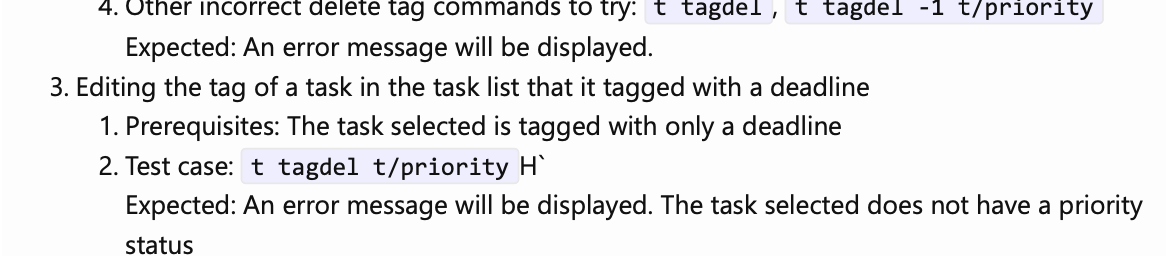 4. Other incorrect delete tag commands to try: t tagdel, t tagdel -1 t/priority
Expected: An error message will be displayed.
3. Editing the tag of a task in the task list that it tagged with a deadline
1. Prerequisites: The task selected is tagged with only a deadline
2. Test case: t tagdel t/priority H`
Expected: An error message will be displayed. The task selected does not have a priority
status